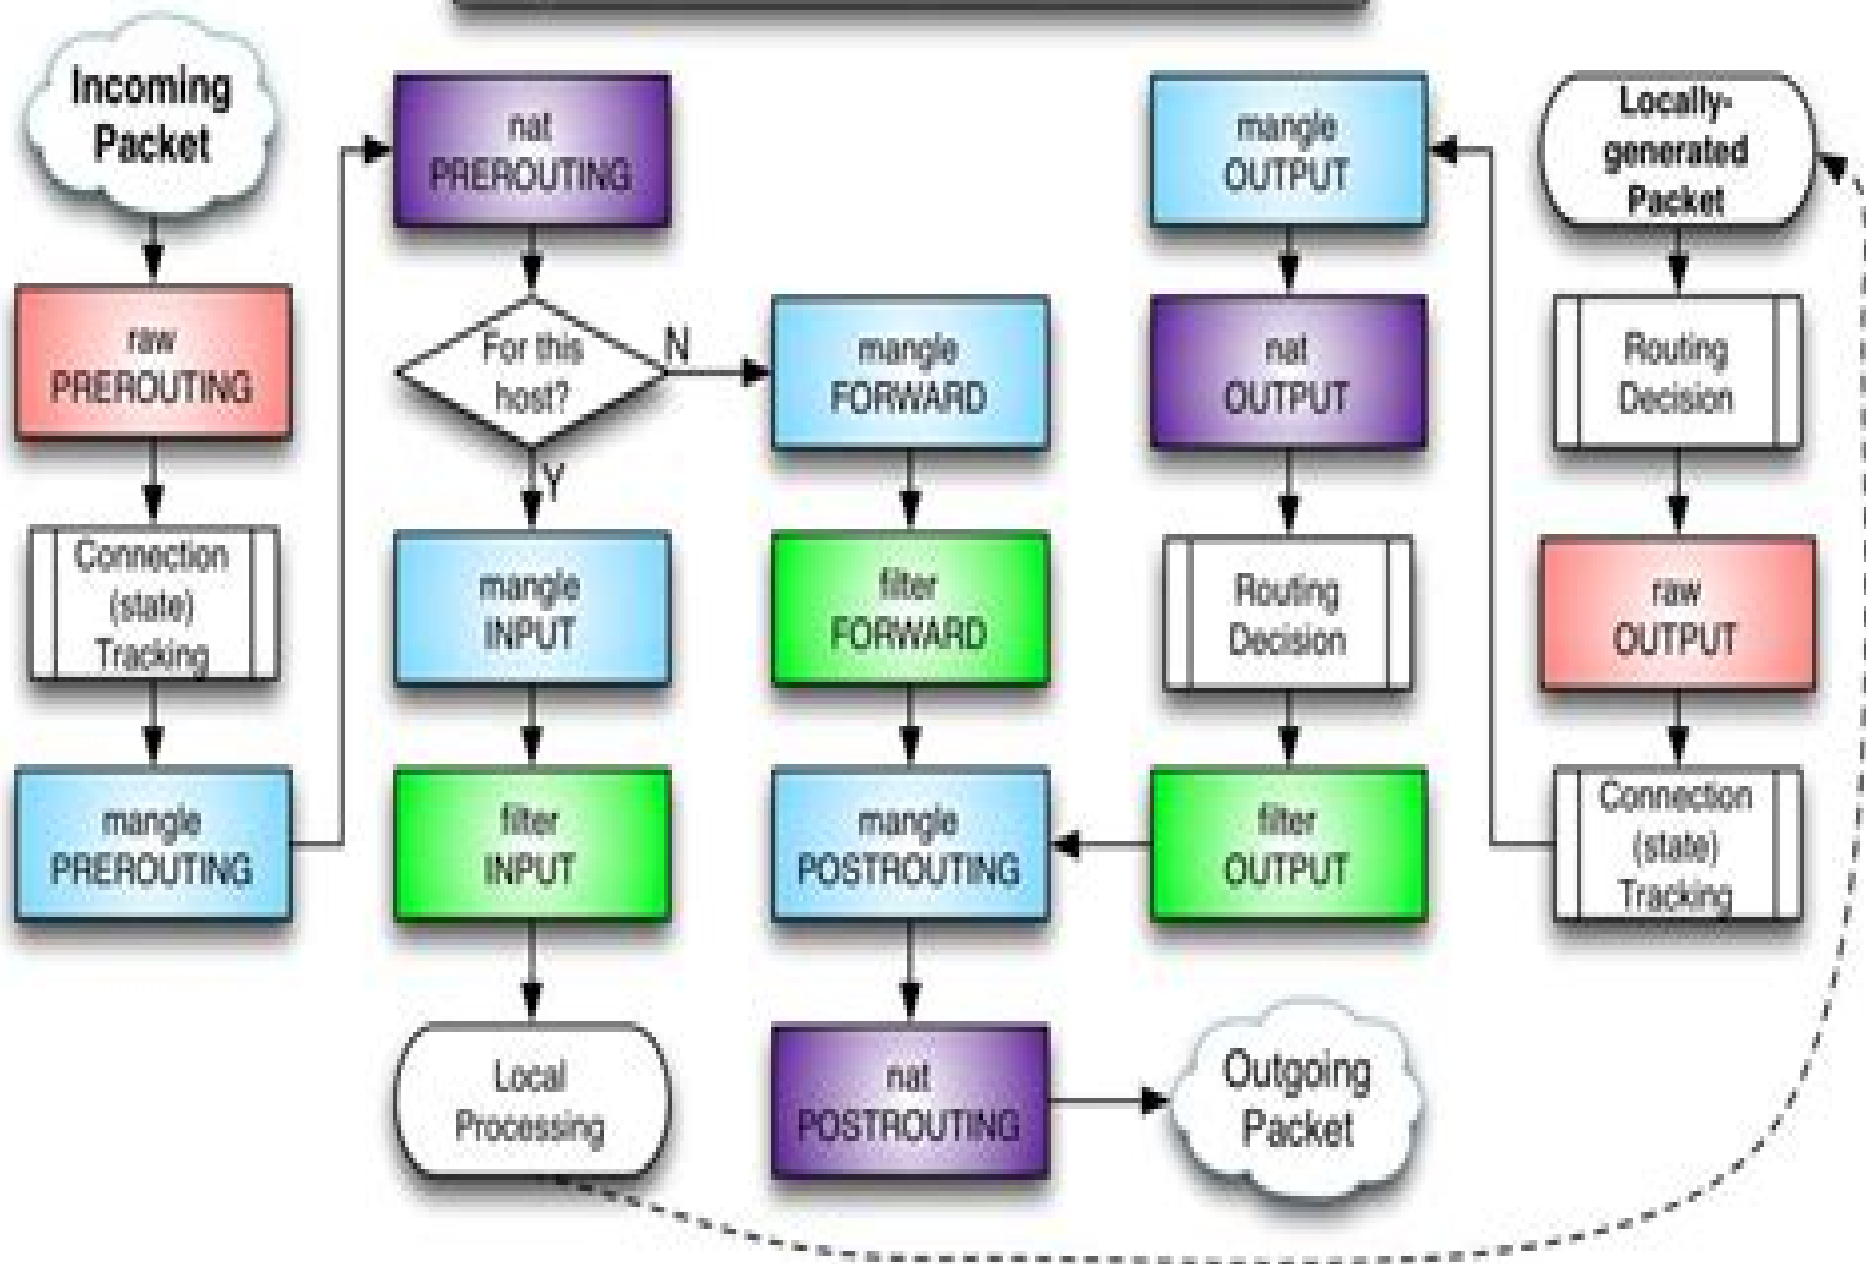 Incoming
Packet
raw
PREROUTING
Connection
(state)
Tracking
mangle
PREROUTING
nat
PREROUTING
For this
host?
N
Y
mangle
INPUT
filter
INPUT
Local
Processing
mangle
FORWARD
filter
FORWARD
mangle
POSTROUTING
nat
POSTROUTING
mangle
OUTPUT
nat
OUTPUT
Routing
Decision
filter
OUTPUT
Outgoing
Packet
Locally-
generated
Packet
Routing
Decision
raw
OUTPUT
Connection
(state)
Tracking